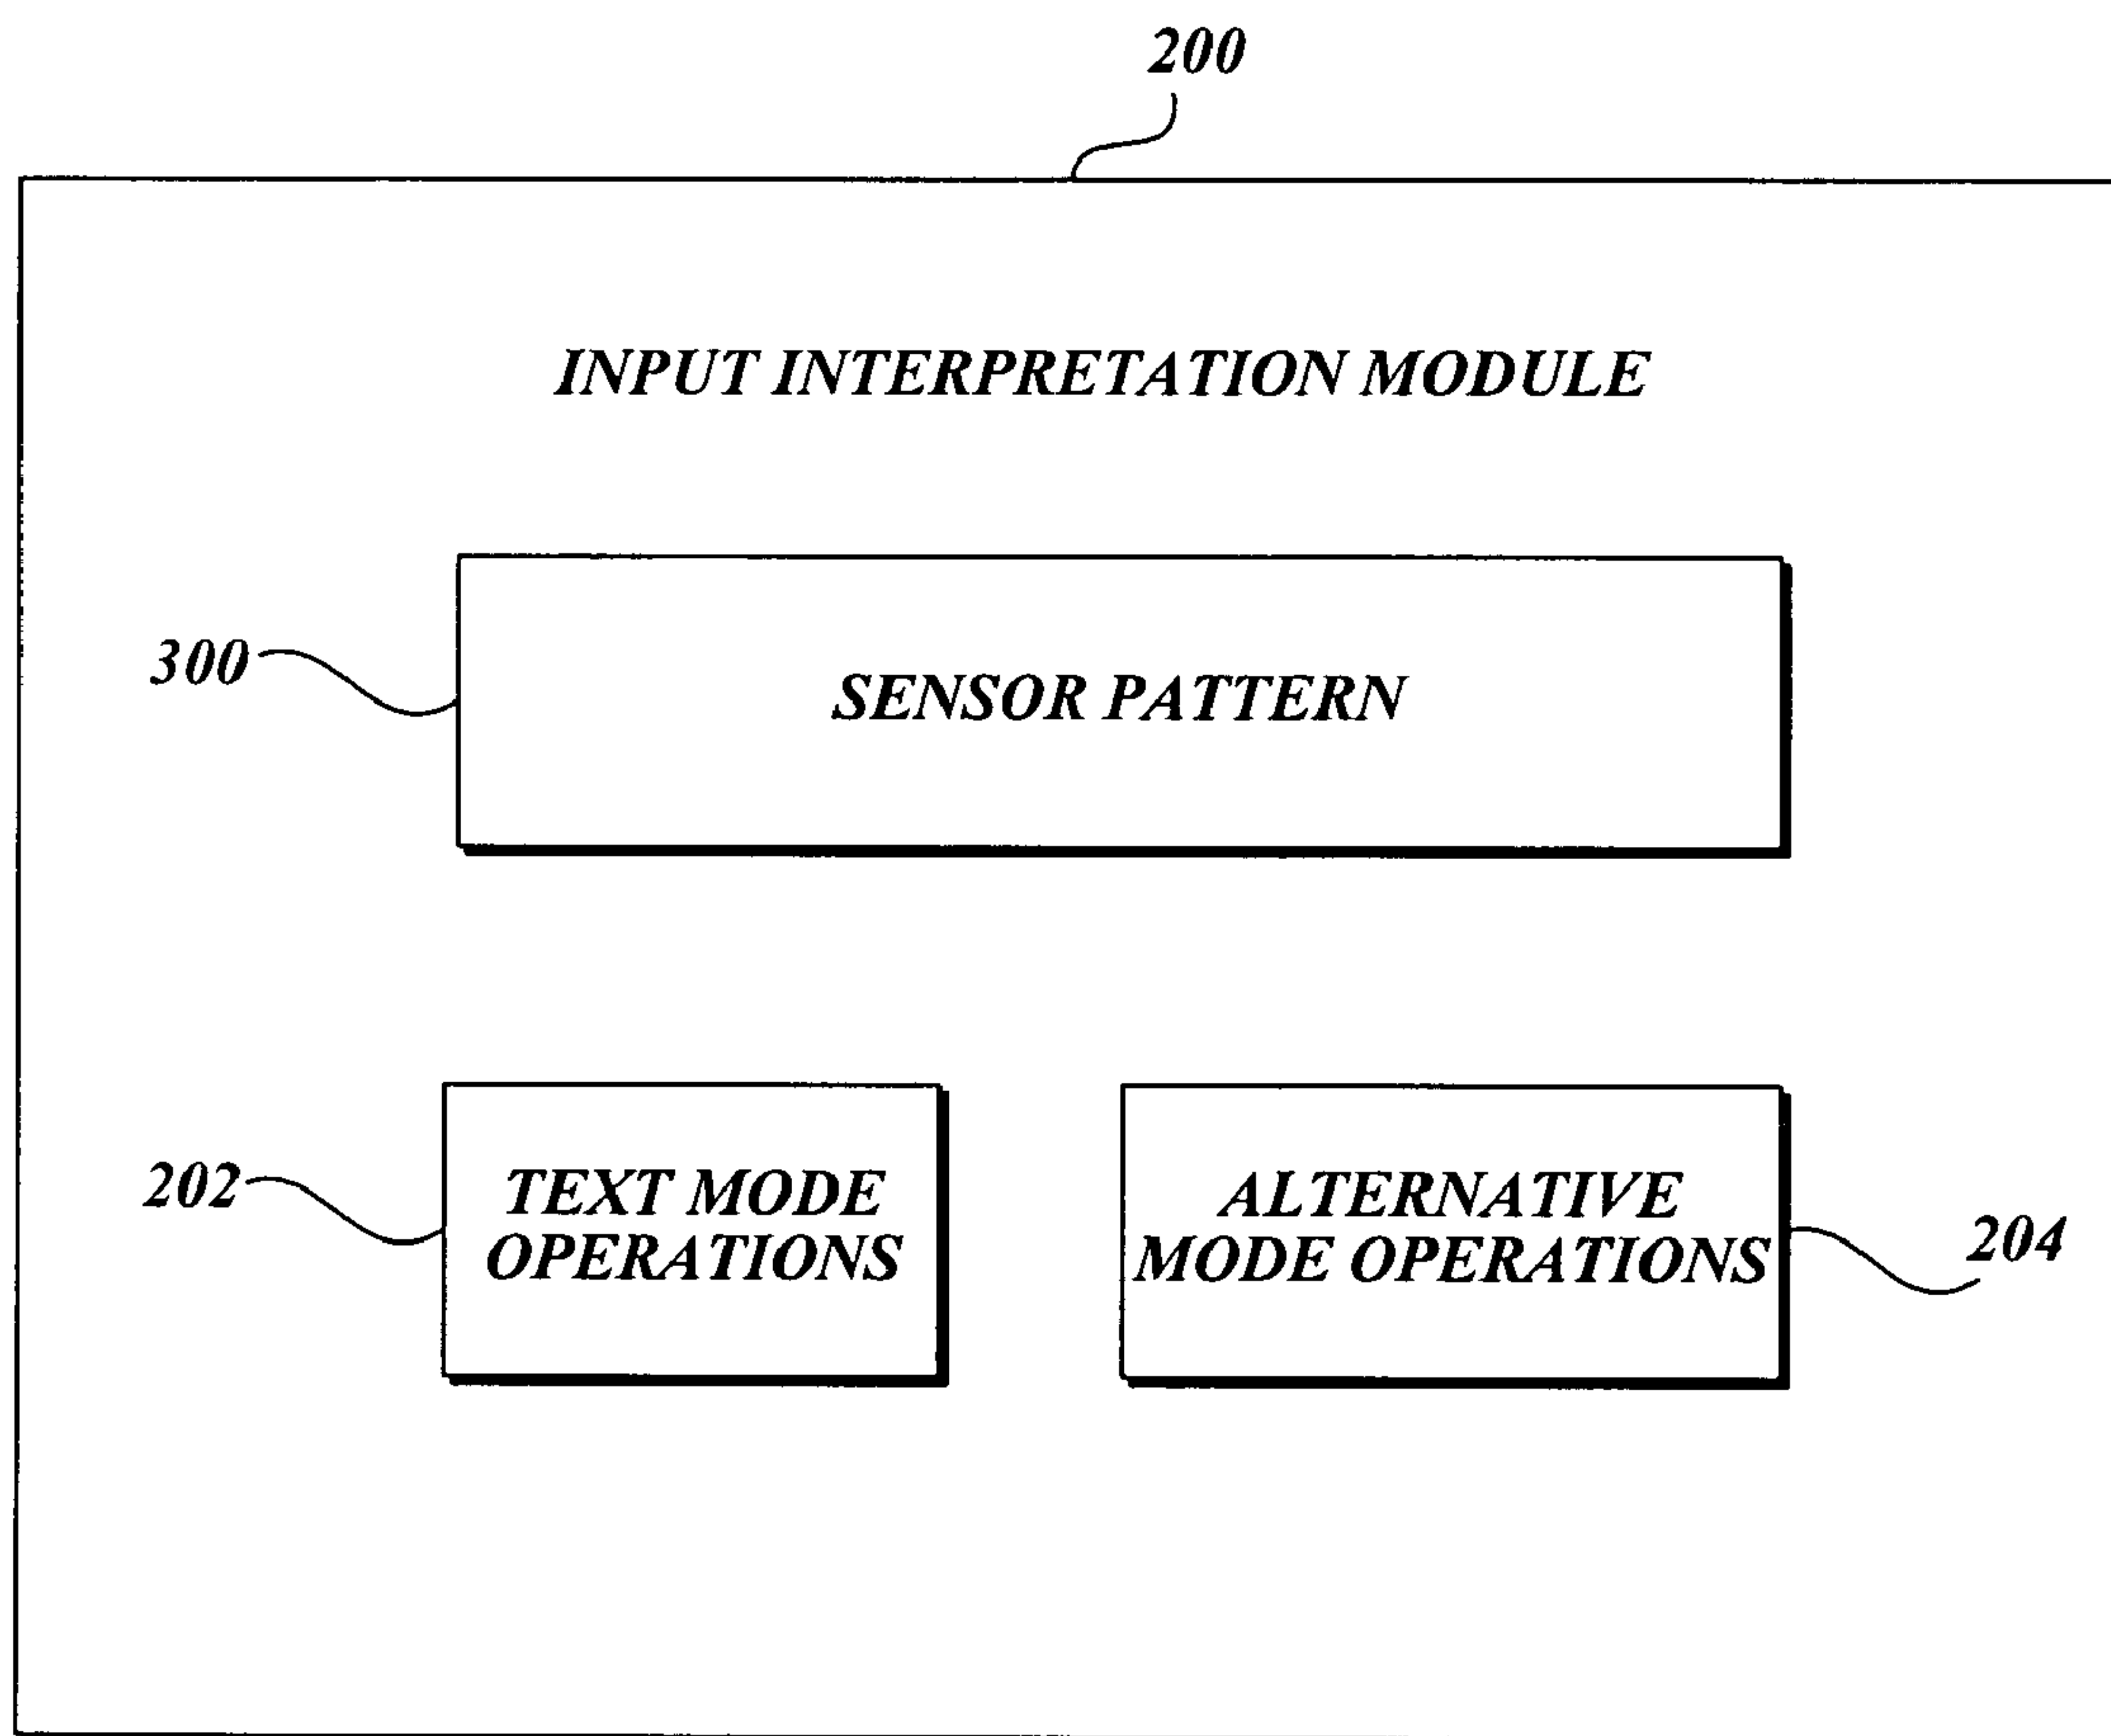 200
INPUT INTERPRETATION MODULE
300
SENSOR PATTERN
202
TEXT MODE
OPERATIONS
ALTERNATIVE
MODE OPERATIONS
204